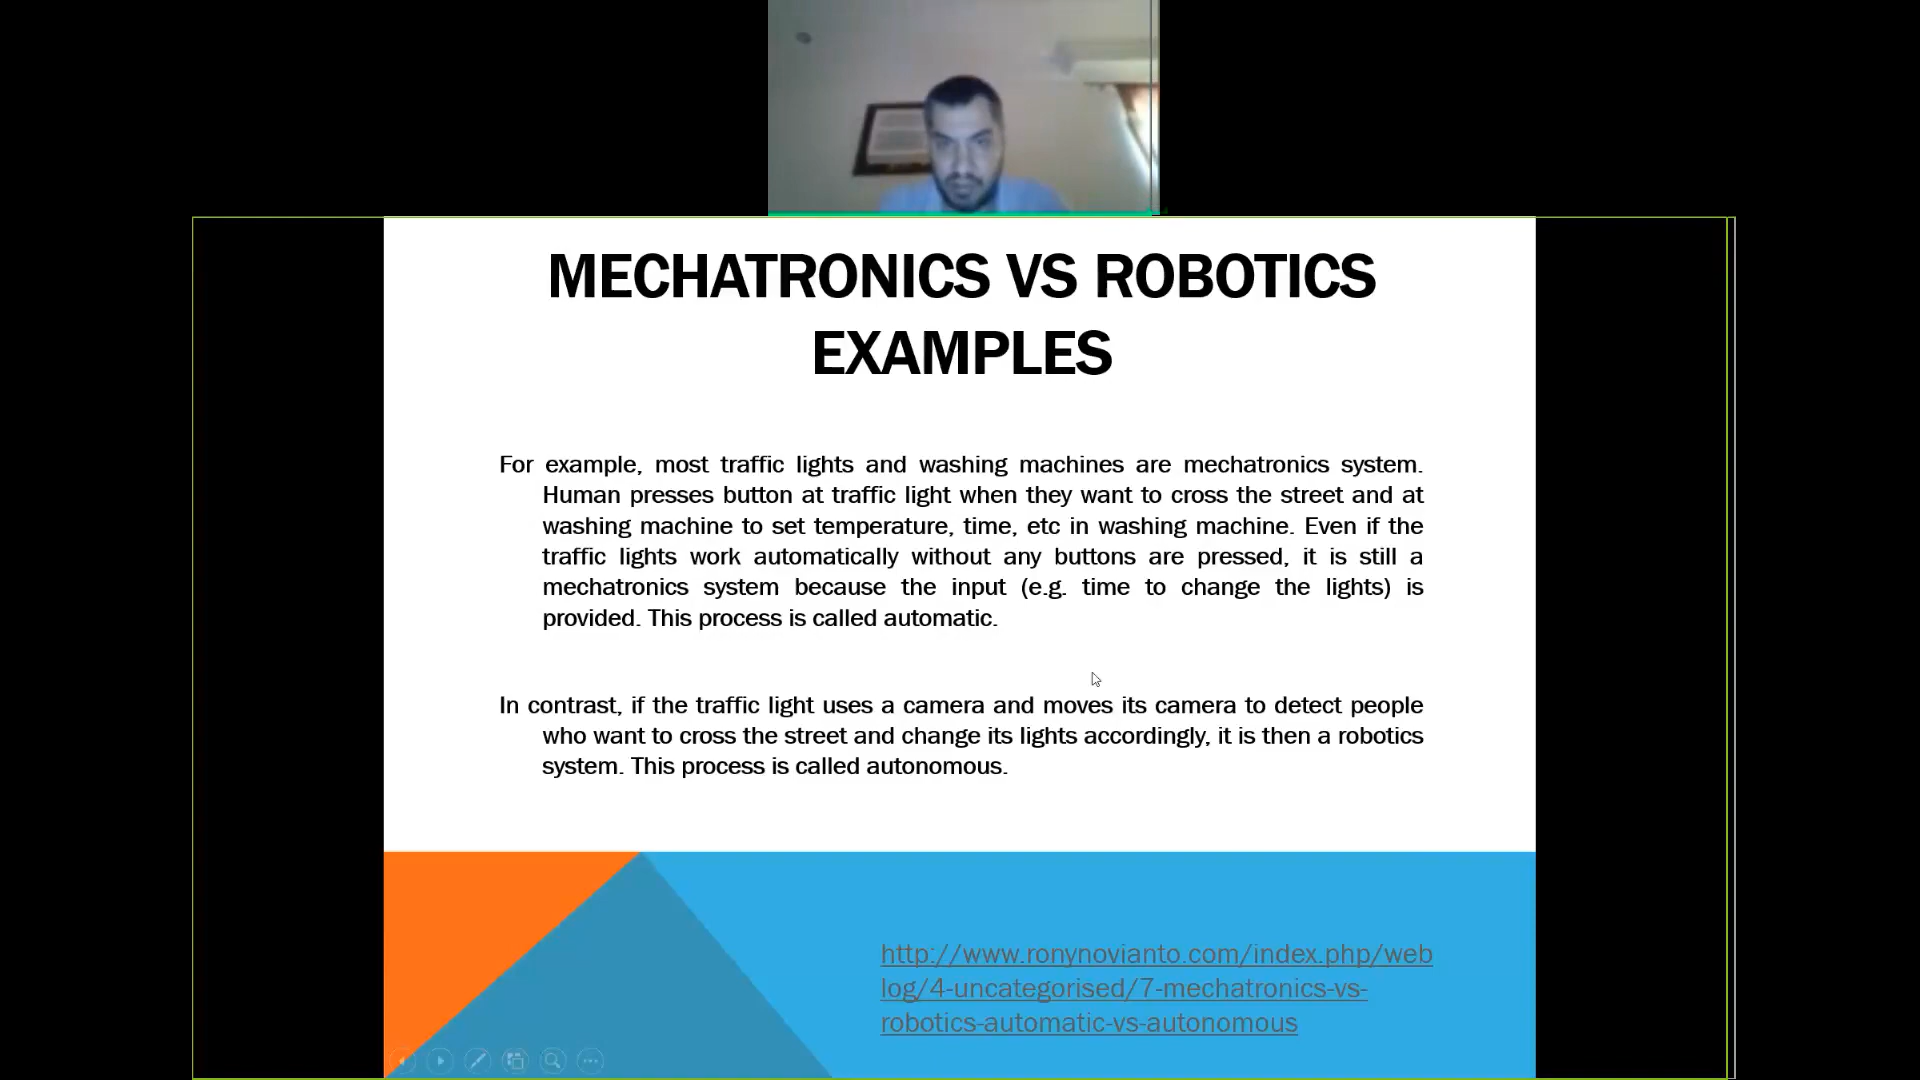 MECHATRONICS VS ROBOTICS
EXAMPLES
For example, most traffic lights and washing machines are mechatronics system.
Human presses button at traffic light when they want to cross the street and at
washing machine to set temperature, time, etc in washing machine. Even if the
traffic lights work automatically without any buttons are pressed, it is still a
mechatronics system because the input (e.g. time to change the lights) is
provided. This process is called automatic.
In contrast, if the traffic light uses a camera and moves its camera to detect people
who want to cross the street and change its lights accordingly, it is then a robotics
system. This process is called autonomous.
http://www.ronynovianto.com/index.php/web
log/4-uncategorised/7-mechatronics-vs-
robotics-automatic-vs-autonomous